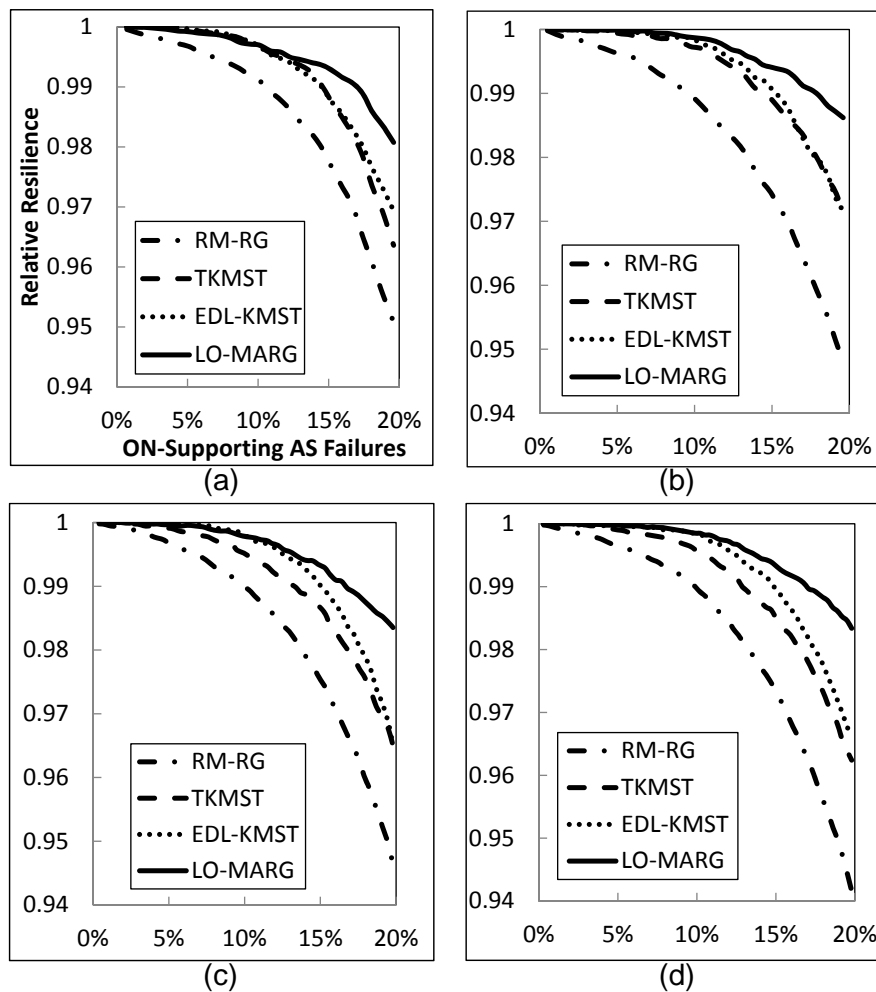 1
0.99
0.98
0.97
0.96
0.95
0.94
Relative Resilience
RM-RG
TKMST
EDL-KMST
LO-MARG
0% 5% 10% 15% 20%
ON-Supporting AS Failures
(a)
1
0.99
0.98
0.97
0.96
0.95
0.94
RM-RG
TKMST
EDL-KMST
LO-MARG
0% 5% 10% 15% 20%
(b)
1
0.99
0.98
0.97
0.96
0.95
0.94
RM-RG
TKMST
EDL-KMST
LO-MARG
0% 5% 10% 15% 20%
(c)
1
0.99
0.98
0.97
0.96
0.95
0.94
RM-RG
TKMST
EDL-KMST
LO-MARG
0% 5% 10% 15% 20%
(d)